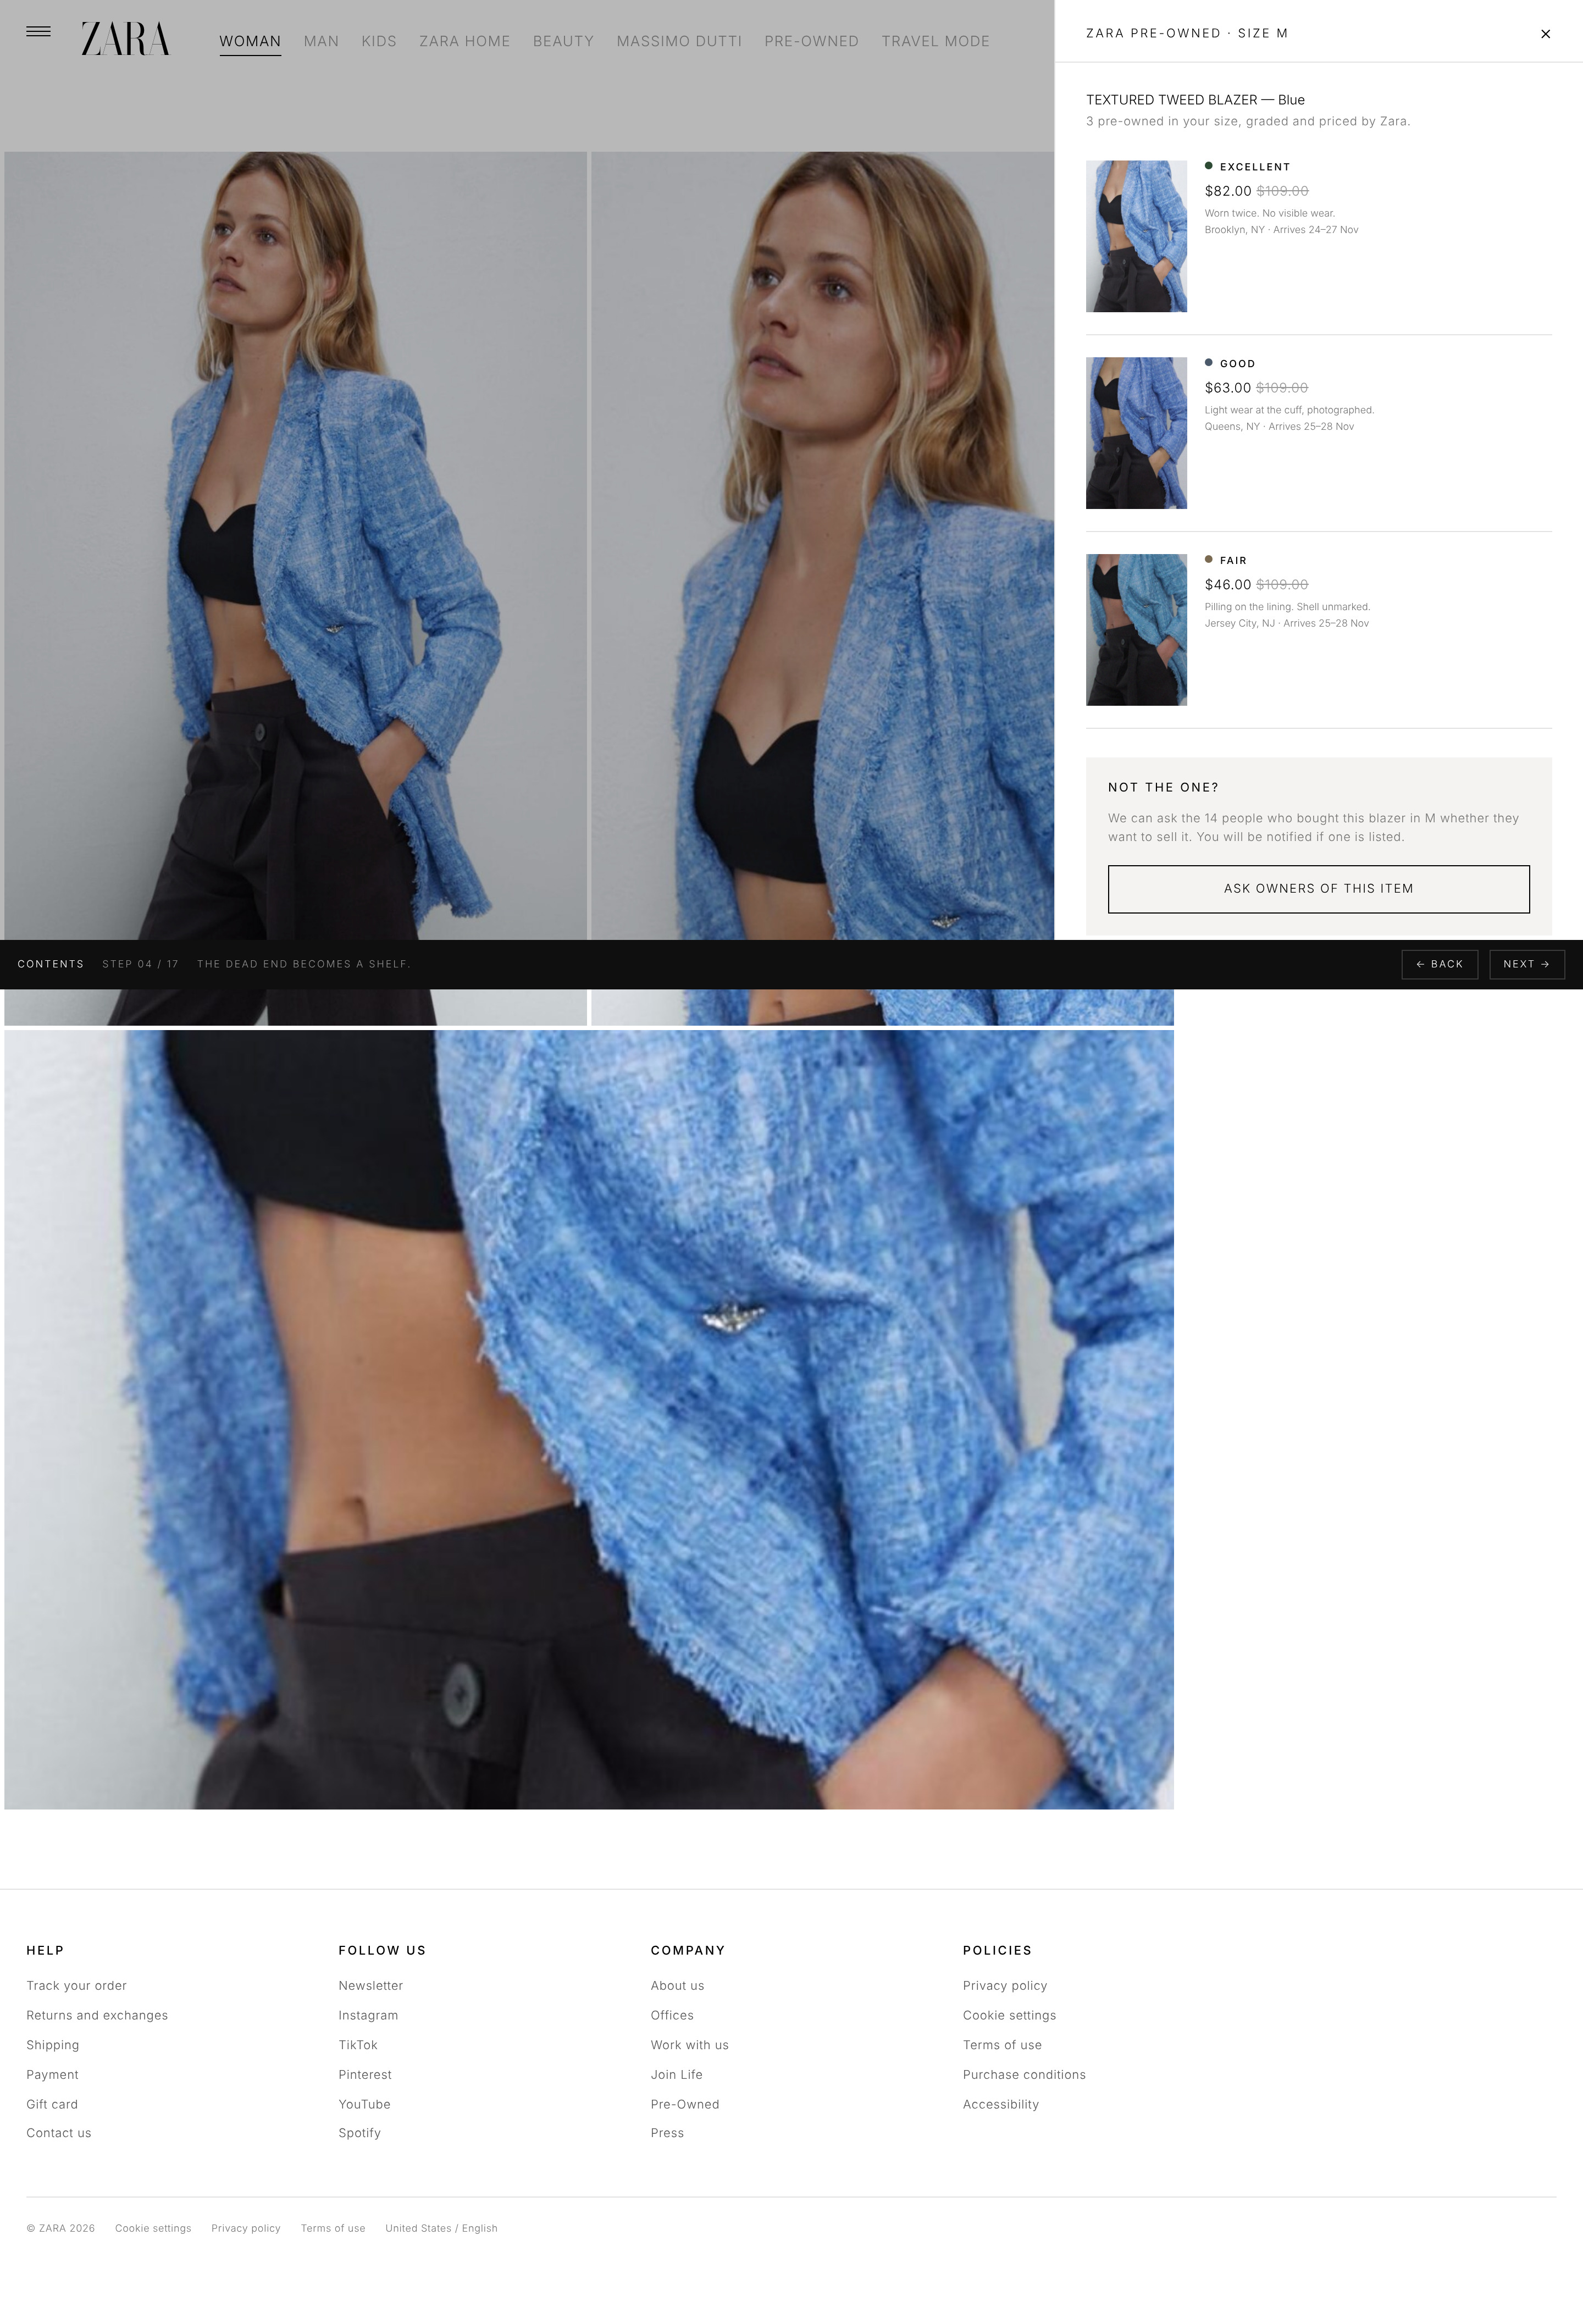 ZARA
WOMAN MAN KIDS ZARA HOME BEAUTY MASSIMO DUTTI PRE-OWNED TRAVEL MODE
ZARA PRE-OWNED · SIZE M
TEXTURED TWEED BLAZER — Blue
3 pre-owned in your size, graded and priced by Zara.
EXCELLENT
$82.00 $109.00
Worn twice. No visible wear.
Brooklyn, NY · Arrives 24–27 Nov
GOOD
$63.00 $109.00
Light wear at the cuff, photographed.
Queens, NY · Arrives 25–28 Nov
FAIR
$46.00 $109.00
Pilling on the lining. Shell unmarked.
Jersey City, NJ · Arrives 25–28 Nov
NOT THE ONE?
We can ask the 14 people who bought this blazer in M whether they
want to sell it. You will be notified if one is listed.
ASK OWNERS OF THIS ITEM
CONTENTS STEP 04 / 17 THE DEAD END BECOMES A SHELF.
← BACK NEXT →
HELP
Track your order
Returns and exchanges
Shipping
Payment
Gift card
Contact us
FOLLOW US
Newsletter
Instagram
TikTok
Pinterest
YouTube
Spotify
COMPANY
About us
Offices
Work with us
Join Life
Pre-Owned
Press
POLICIES
Privacy policy
Cookie settings
Terms of use
Purchase conditions
Accessibility
© ZARA 2026 Cookie settings Privacy policy Terms of use United States / English